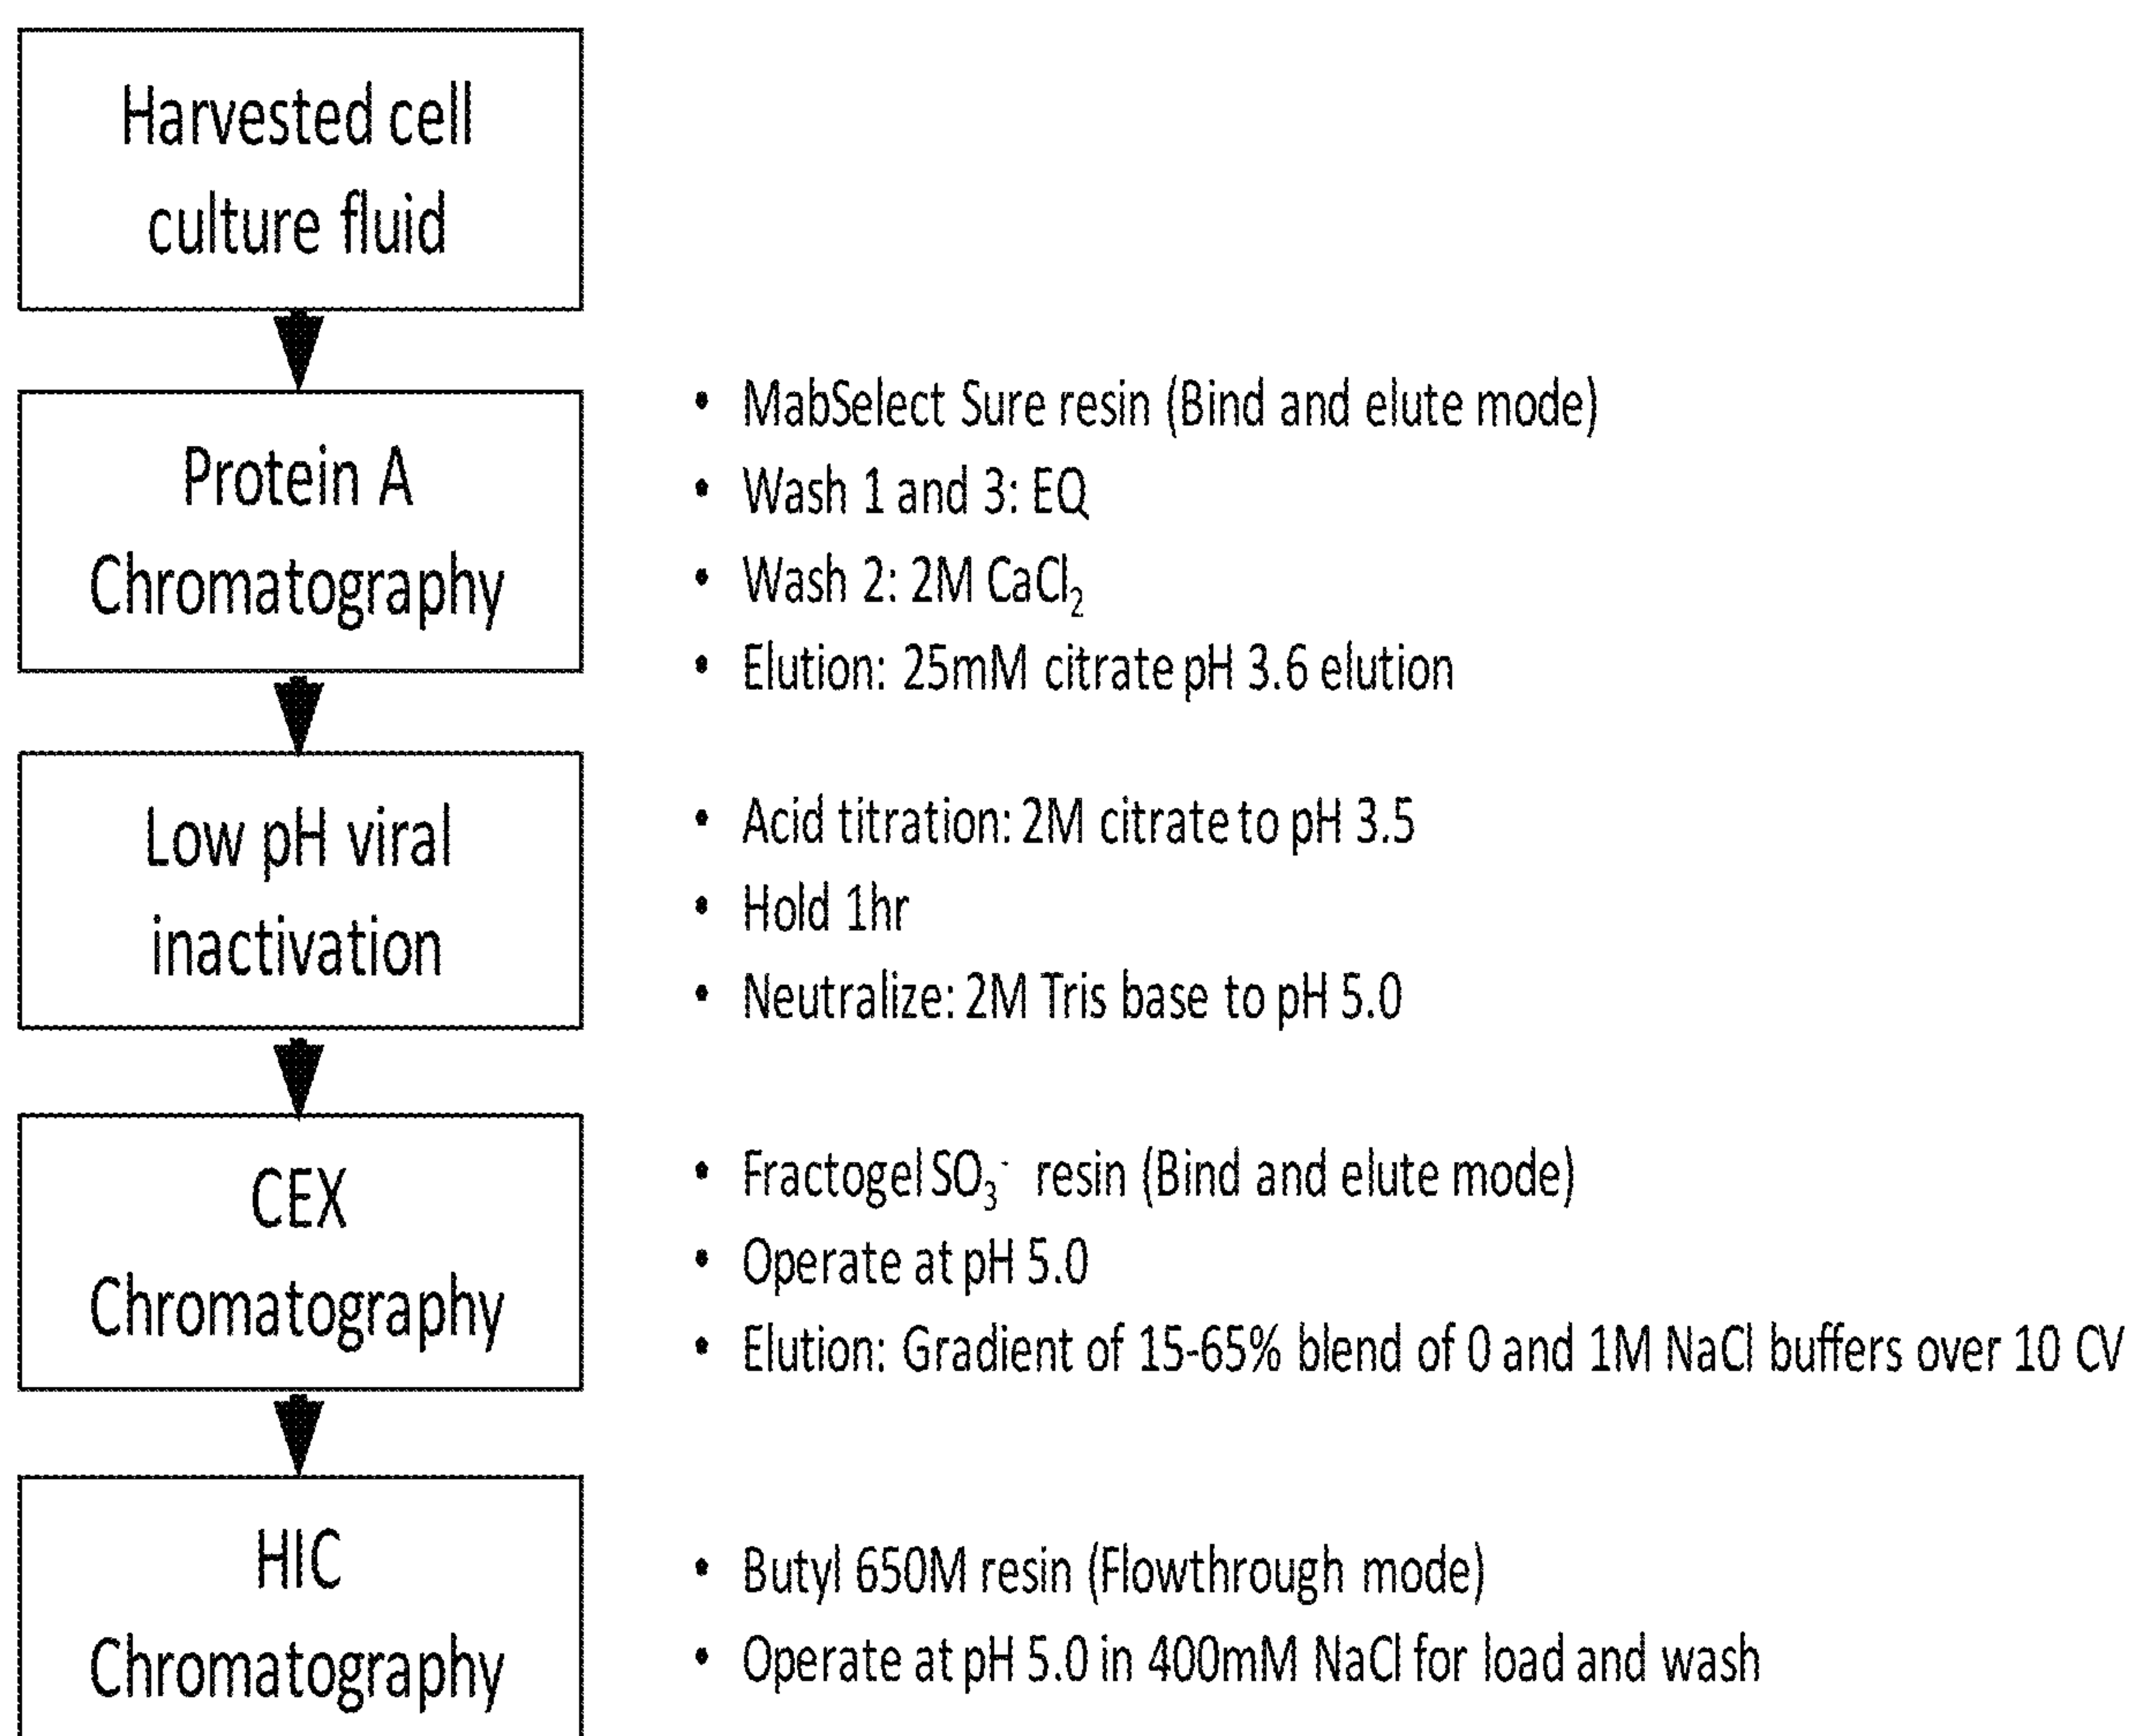 Harvested cell
culture fluid
Protein A
Chromatography
• MabSelect Sure resin (Bind and elute mode)
• Wash 1 and 3: EQ
• Wash 2: 2M CaCl₂
• Elution: 25mM citrate pH 3.6 elution
Low pH viral
inactivation
• Acid titration: 2M citrate to pH 3.5
• Hold 1hr
• Neutralize: 2M Tris base to pH 5.0
CEX
Chromatography
• Fractogel SO₃⁻ resin (Bind and elute mode)
• Operate at pH 5.0
• Elution: Gradient of 15-65% blend of 0 and 1M NaCl buffers over 10 CV
HIC
Chromatography
• Butyl 650M resin (Flowthrough mode)
• Operate at pH 5.0 in 400mM NaCl for load and wash